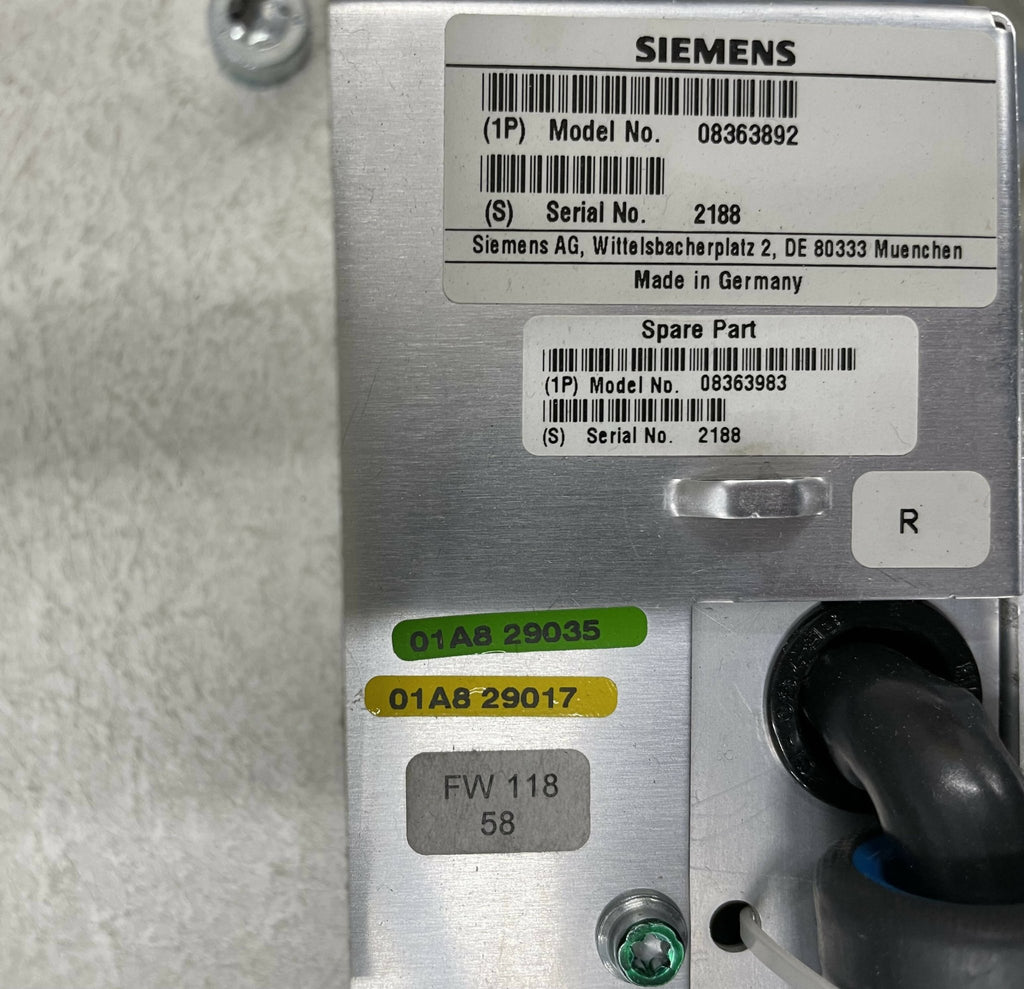 SIEMENS
(1P) Model No. 08363892
(S) Serial No. 2188
Siemens AG, Wittelsbacherplatz 2, DE 80333 Muenchen
Made in Germany
Spare Part
(1P) Model No. 08363983
(S) Serial No. 2188
R
01A8 29035
01A8 29017
FW 118
58